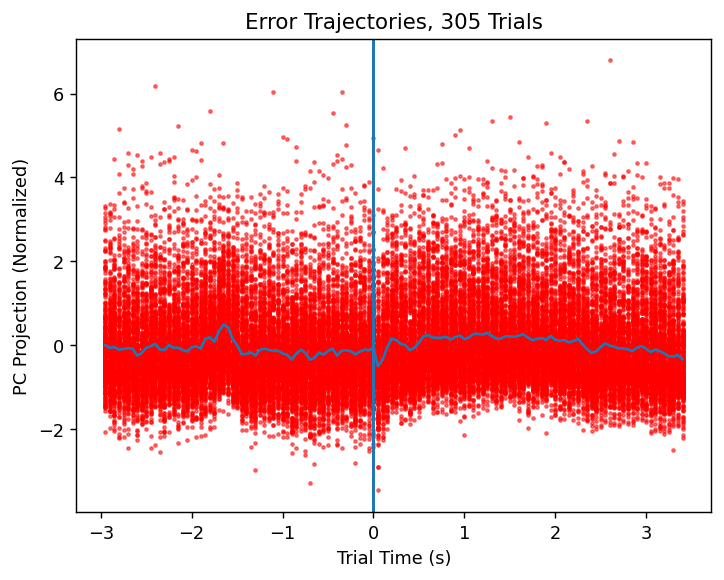 Error Trajectories, 305 Trials
6
4
2
0
−2
PC Projection (Normalized)
−3 −2 −1 0 1 2 3
Trial Time (s)